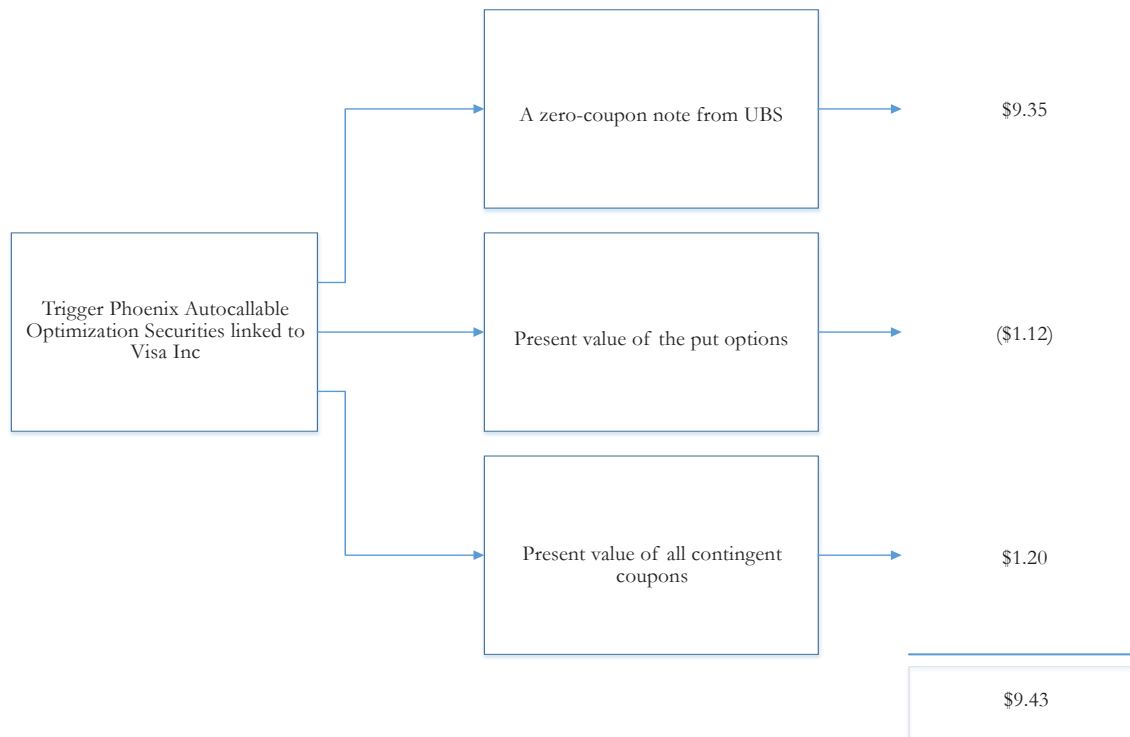 A zero-coupon note from UBS
$9.35
Trigger Phoenix Autocallable
Optimization Securities linked to
Visa Inc
Present value of the put options
($1.12)
Present value of all contingent
coupons
$1.20
$9.43